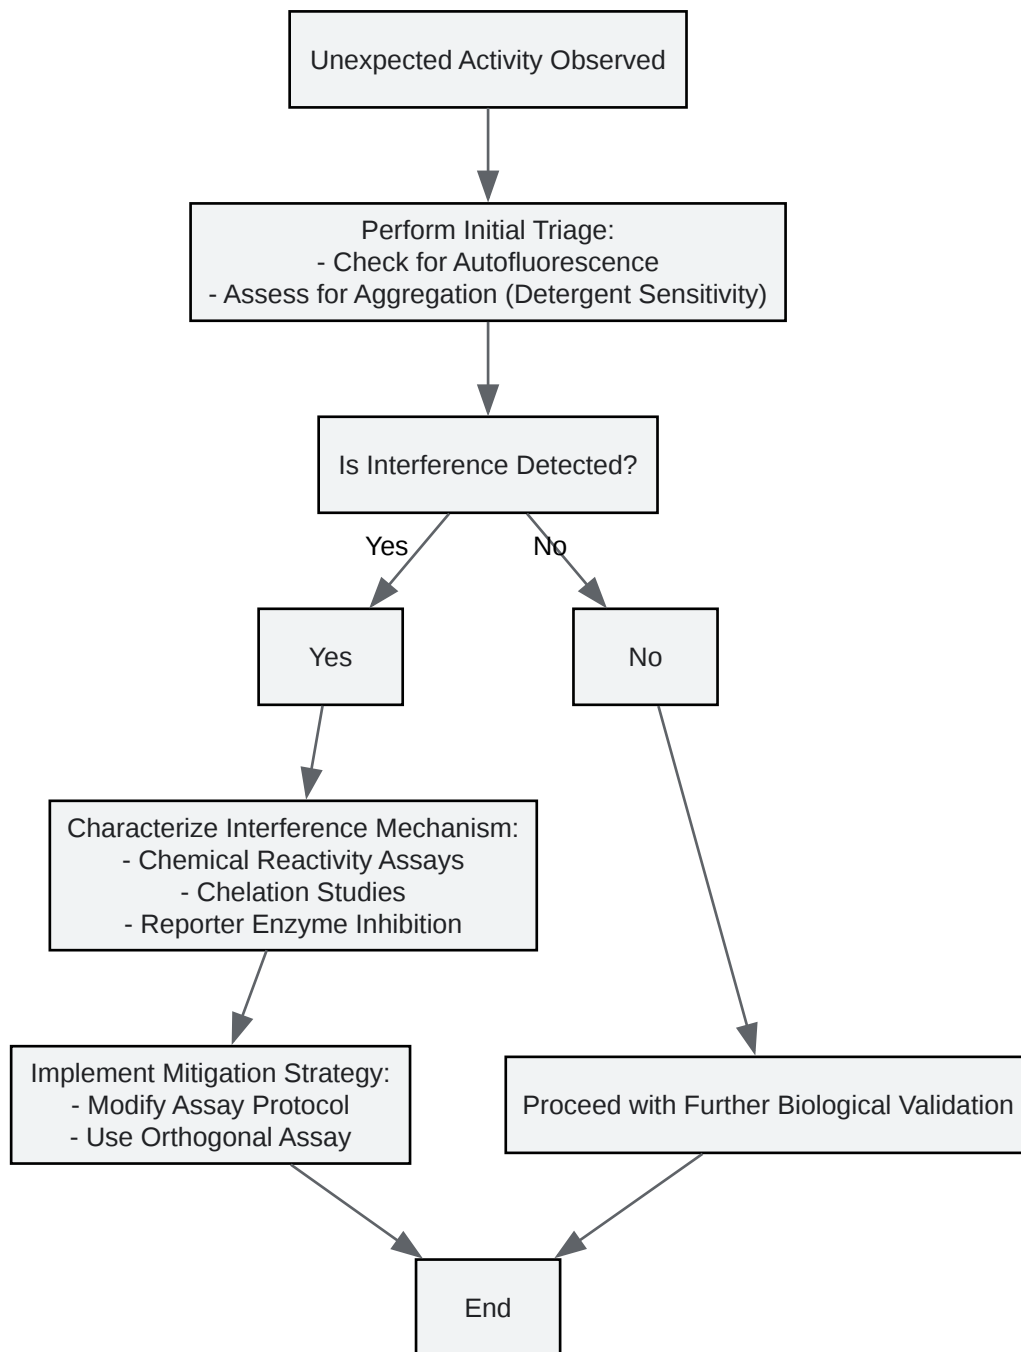 Unexpected Activity Observed
Perform Initial Triage:
- Check for Autofluorescence
- Assess for Aggregation (Detergent Sensitivity)
Is Interference Detected?
Yes
No
Yes
No
Characterize Interference Mechanism:
- Chemical Reactivity Assays
- Chelation Studies
- Reporter Enzyme Inhibition
Implement Mitigation Strategy:
- Modify Assay Protocol
- Use Orthogonal Assay
Proceed with Further Biological Validation
End